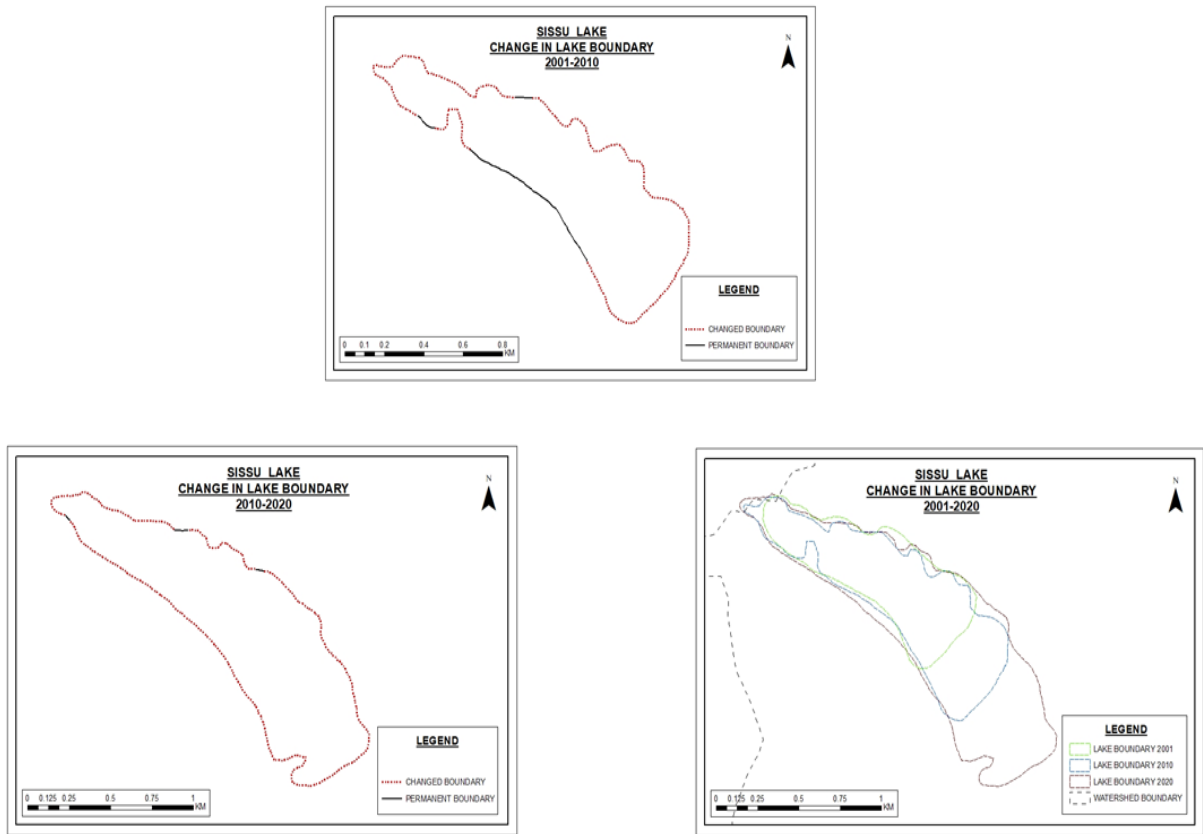 SISSU LAKE
CHANGE IN LAKE BOUNDARY
2001-2010
N
LEGEND
CHANGED BOUNDARY
PERMANENT BOUNDARY
0 0.1 0.2 0.4 0.6 0.8
KM
SISSU LAKE
CHANGE IN LAKE BOUNDARY
2010-2020
N
LEGEND
CHANGED BOUNDARY
PERMANENT BOUNDARY
0 0.125 0.25 0.5 0.75 1
KM
SISSU LAKE
CHANGE IN LAKE BOUNDARY
2001-2020
N
LEGEND
LAKE BOUNDARY 2001
LAKE BOUNDARY 2010
LAKE BOUNDARY 2020
WATERSHED BOUNDARY
0 0.125 0.25 0.5 0.75 1
KM